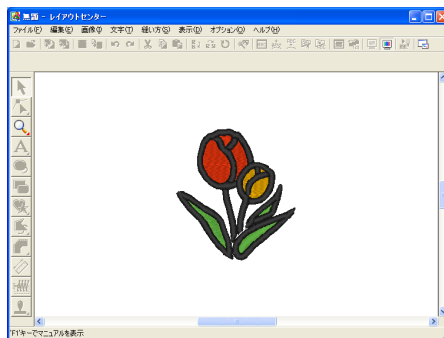 無題 - レイアウトセンター
ファイル(F) 編集(E) 画像(I) 文字(T) 縫い方(S) 表示(D) オプション(O) ヘルプ(H)
'F1'キーでマニュアルを表示